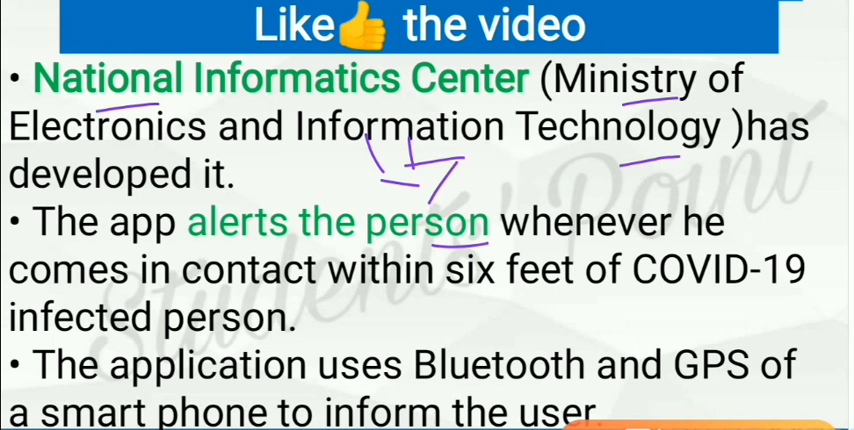 Like👍 the video
• National Informatics Center (Ministry of
Electronics and Information Technology )has
developed it.
• The app alerts the person whenever he
comes in contact within six feet of COVID-19
infected person.
• The application uses Bluetooth and GPS of
a smart phone to inform the user.
Students' Point